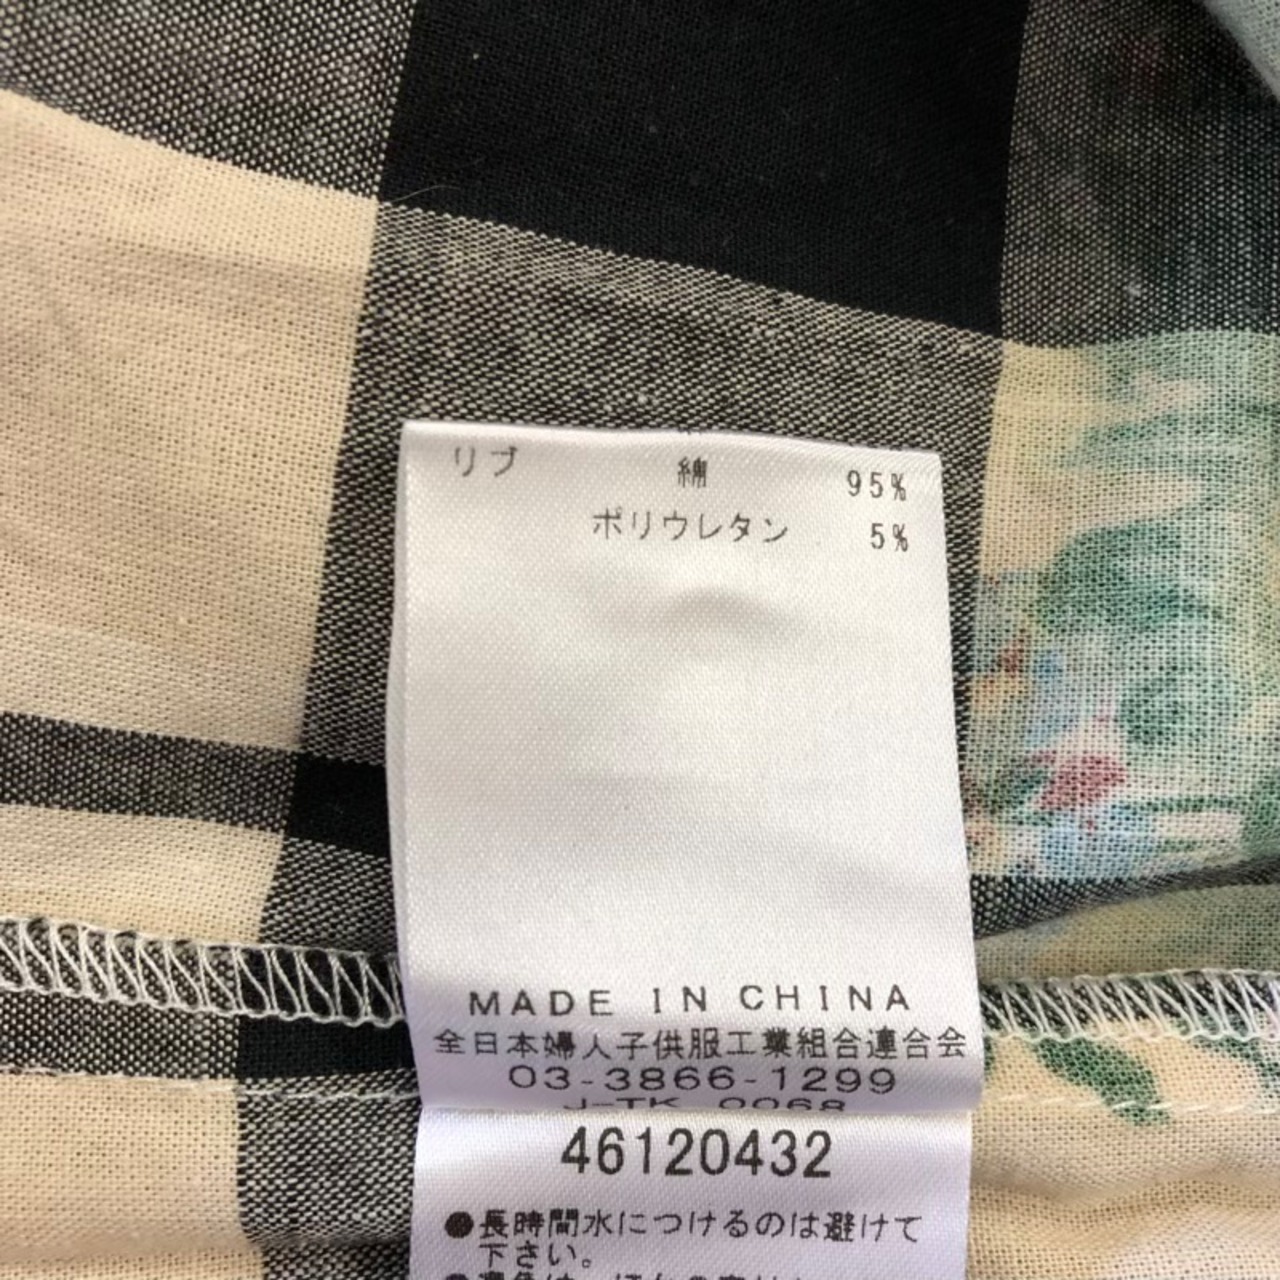 リブ 綿 95%
ポリウレタン 5%
MADE IN CHINA
全日本婦人子供服工業組合連合会
03-3866-1299
J-TK 0068
46120432
●長時間水につけるのは避けて
下さい。